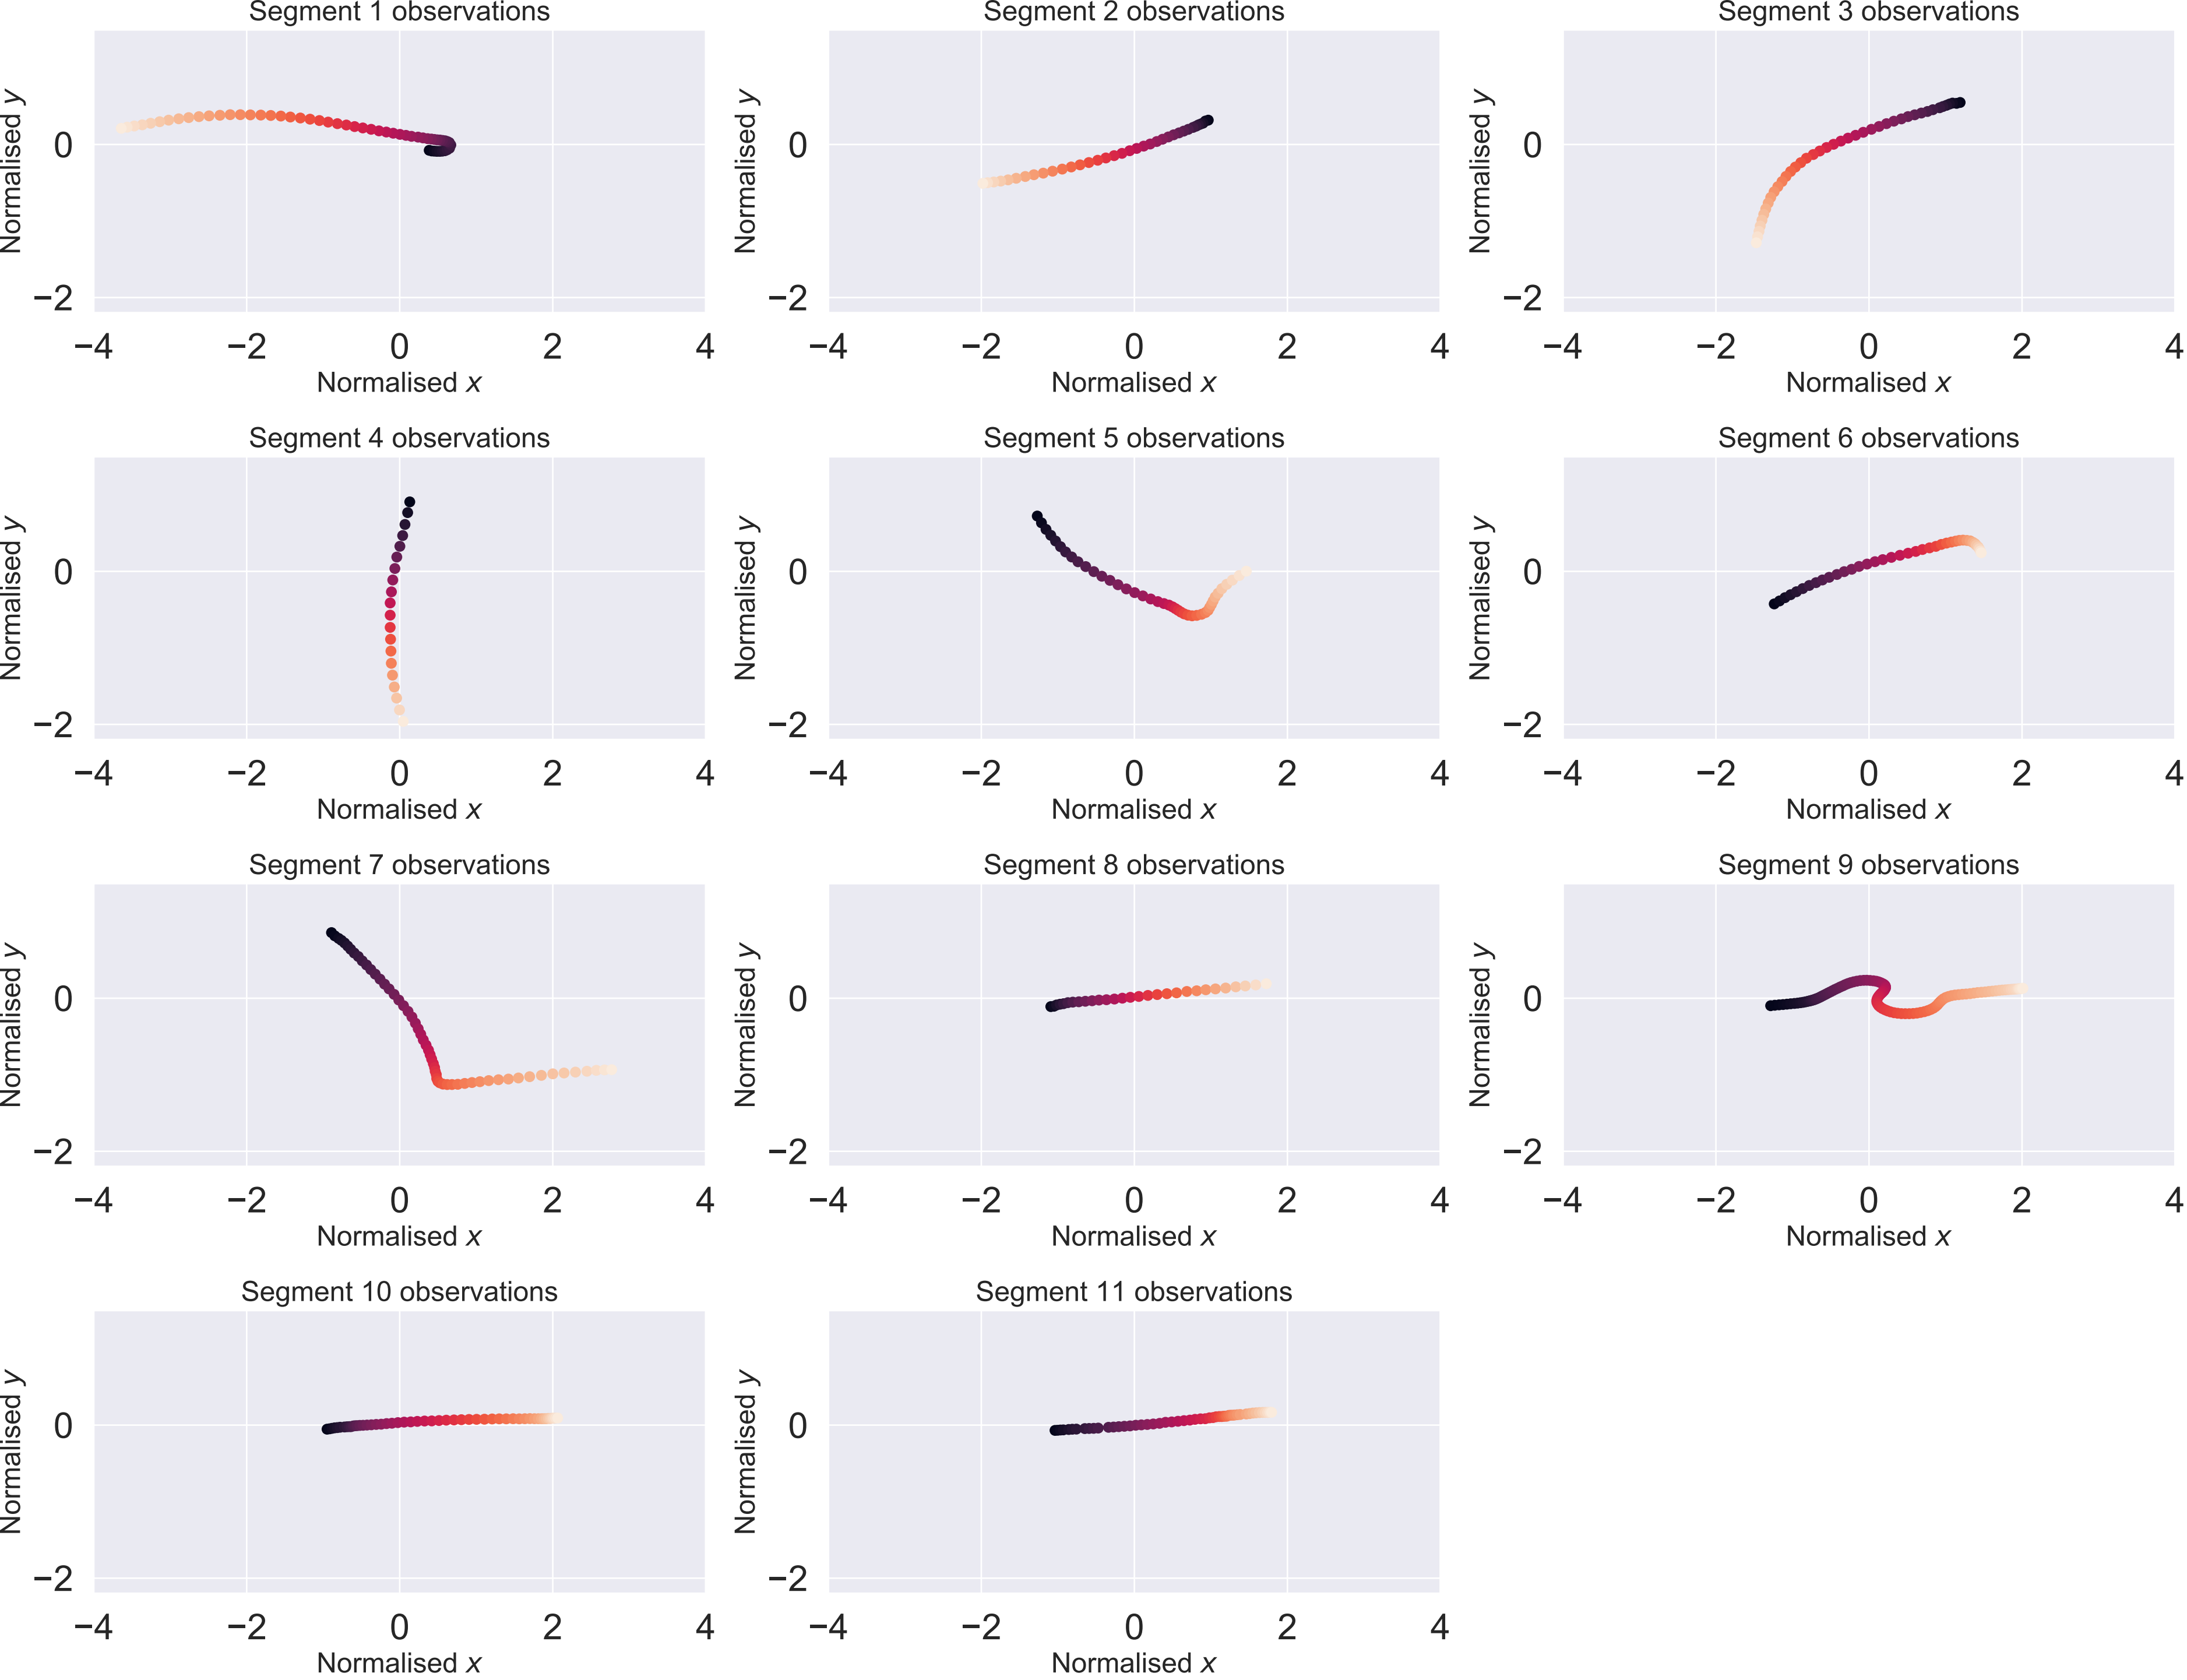 Segment 1 observations
Segment 2 observations
Segment 3 observations
Normalised y
0
−2
−4 −2 0 2 4
Normalised x
Normalised y
0
−2
−4 −2 0 2 4
Normalised x
Normalised y
0
−2
−4 −2 0 2 4
Normalised x
Segment 4 observations
Segment 5 observations
Segment 6 observations
Normalised y
0
−2
−4 −2 0 2 4
Normalised x
Normalised y
0
−2
−4 −2 0 2 4
Normalised x
Normalised y
0
−2
−4 −2 0 2 4
Normalised x
Segment 7 observations
Segment 8 observations
Segment 9 observations
Normalised y
0
−2
−4 −2 0 2 4
Normalised x
Normalised y
0
−2
−4 −2 0 2 4
Normalised x
Normalised y
0
−2
−4 −2 0 2 4
Normalised x
Segment 10 observations
Segment 11 observations
Normalised y
0
−2
−4 −2 0 2 4
Normalised x
Normalised y
0
−2
−4 −2 0 2 4
Normalised x